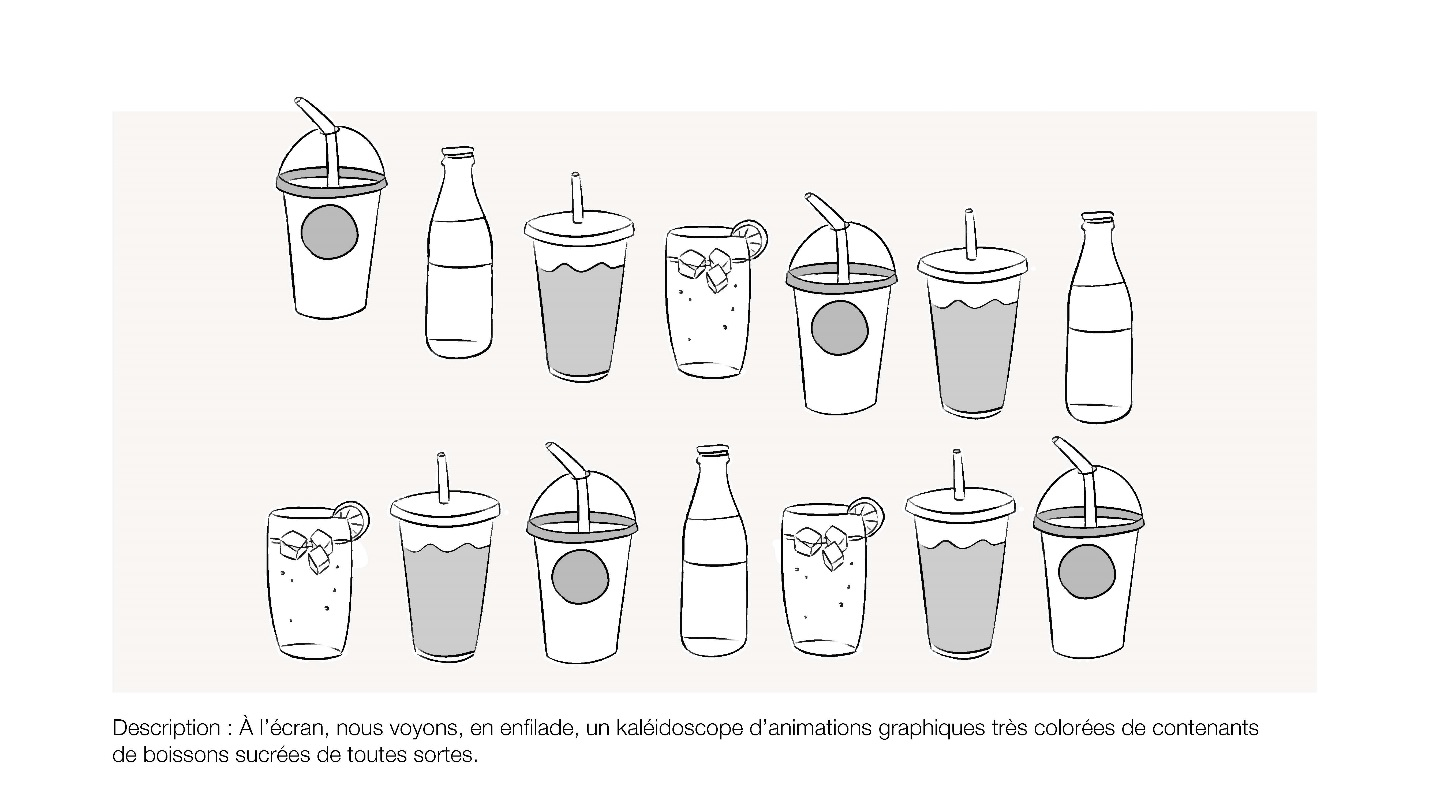 Description : À l’écran, nous voyons, en enfilade, un kaléidoscope d’animations graphiques très colorées de contenants
de boissons sucrées de toutes sortes.